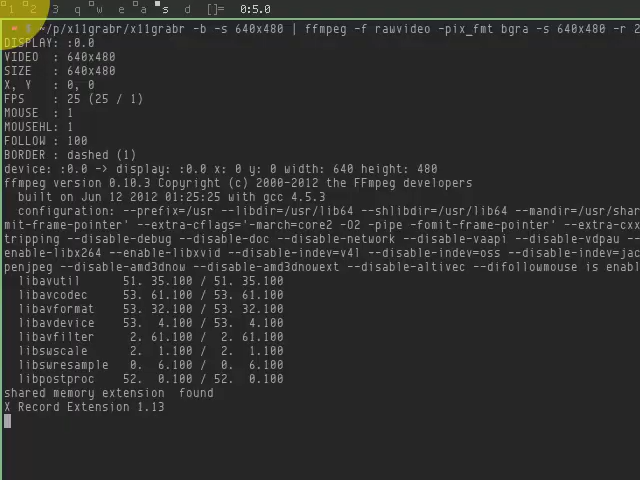 1 2 3 q w e a s d []= 0:5.0
* $ ~/p/x11grabr/x11grabr -b -s 640x480 | ffmpeg -f rawvideo -pix_fmt bgra -s 640x480 -r 2
DISPLAY: :0.0
VIDEO  : 640x480
SIZE   : 640x480
X, Y   : 0, 0
FPS    : 25 (25 / 1)
MOUSE  : 1
MOUSEHL: 1
FOLLOW : 100
BORDER : dashed (1)
device: :0.0 -> display: :0.0 x: 0 y: 0 width: 640 height: 480
ffmpeg version 0.10.3 Copyright (c) 2000-2012 the FFmpeg developers
  built on Jun 12 2012 01:25:25 with gcc 4.5.3
  configuration: --prefix=/usr --libdir=/usr/lib64 --shlibdir=/usr/lib64 --mandir=/usr/shar
mit-frame-pointer' --extra-cflags='-march=core2 -O2 -pipe -fomit-frame-pointer' --extra-cxx
tripping --disable-debug --disable-doc --disable-network --disable-vaapi --disable-vdpau --
enable-libx264 --enable-libxvid --disable-indev=v4l --disable-indev=oss --disable-indev=jac
penjpeg --disable-amd3dnow --disable-amd3dnowext --disable-altivec --difollowmouse is enabl
  libavutil      51. 35.100 / 51. 35.100
  libavcodec     53. 61.100 / 53. 61.100
  libavformat    53. 32.100 / 53. 32.100
  libavdevice    53.  4.100 / 53.  4.100
  libavfilter     2. 61.100 /  2. 61.100
  libswscale      2.  1.100 /  2.  1.100
  libswresample   0.  6.100 /  0.  6.100
  libpostproc    52.  0.100 / 52.  0.100
shared memory extension  found
X Record Extension 1.13